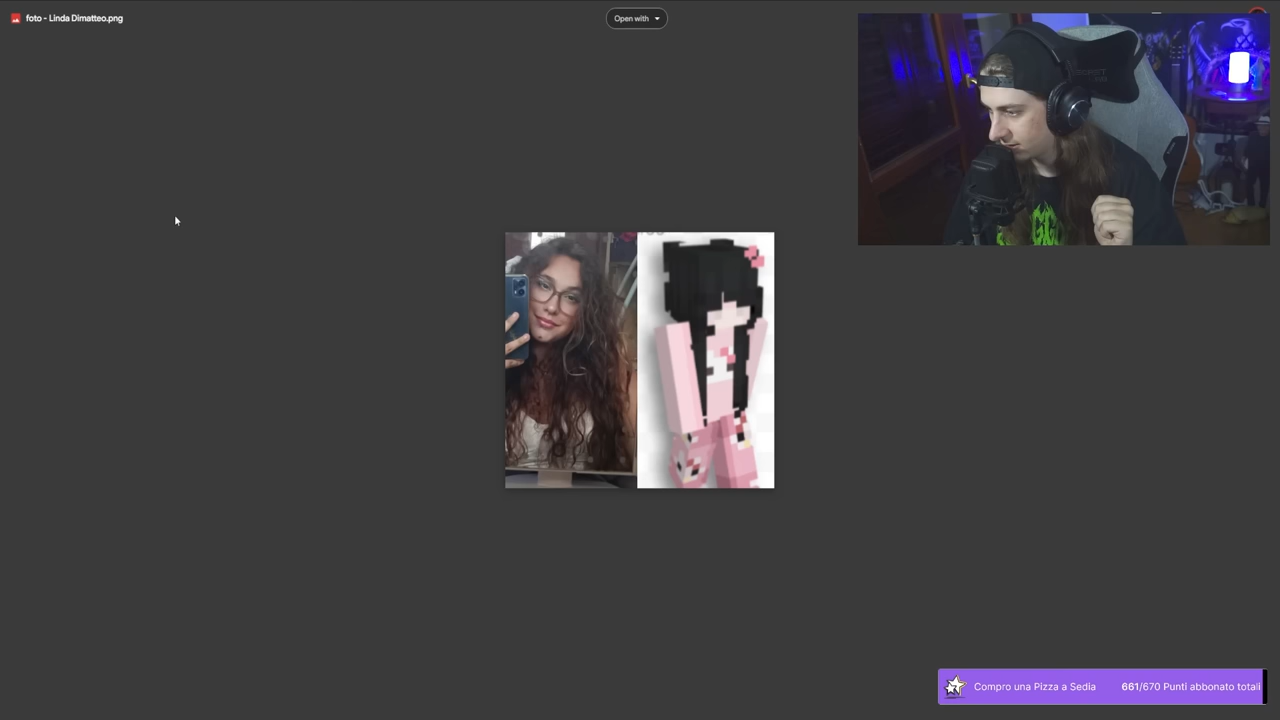 foto - Linda Dimatteo.png
Open with
Compro una Pizza a Sedia
661/670 Punti abbonato totali